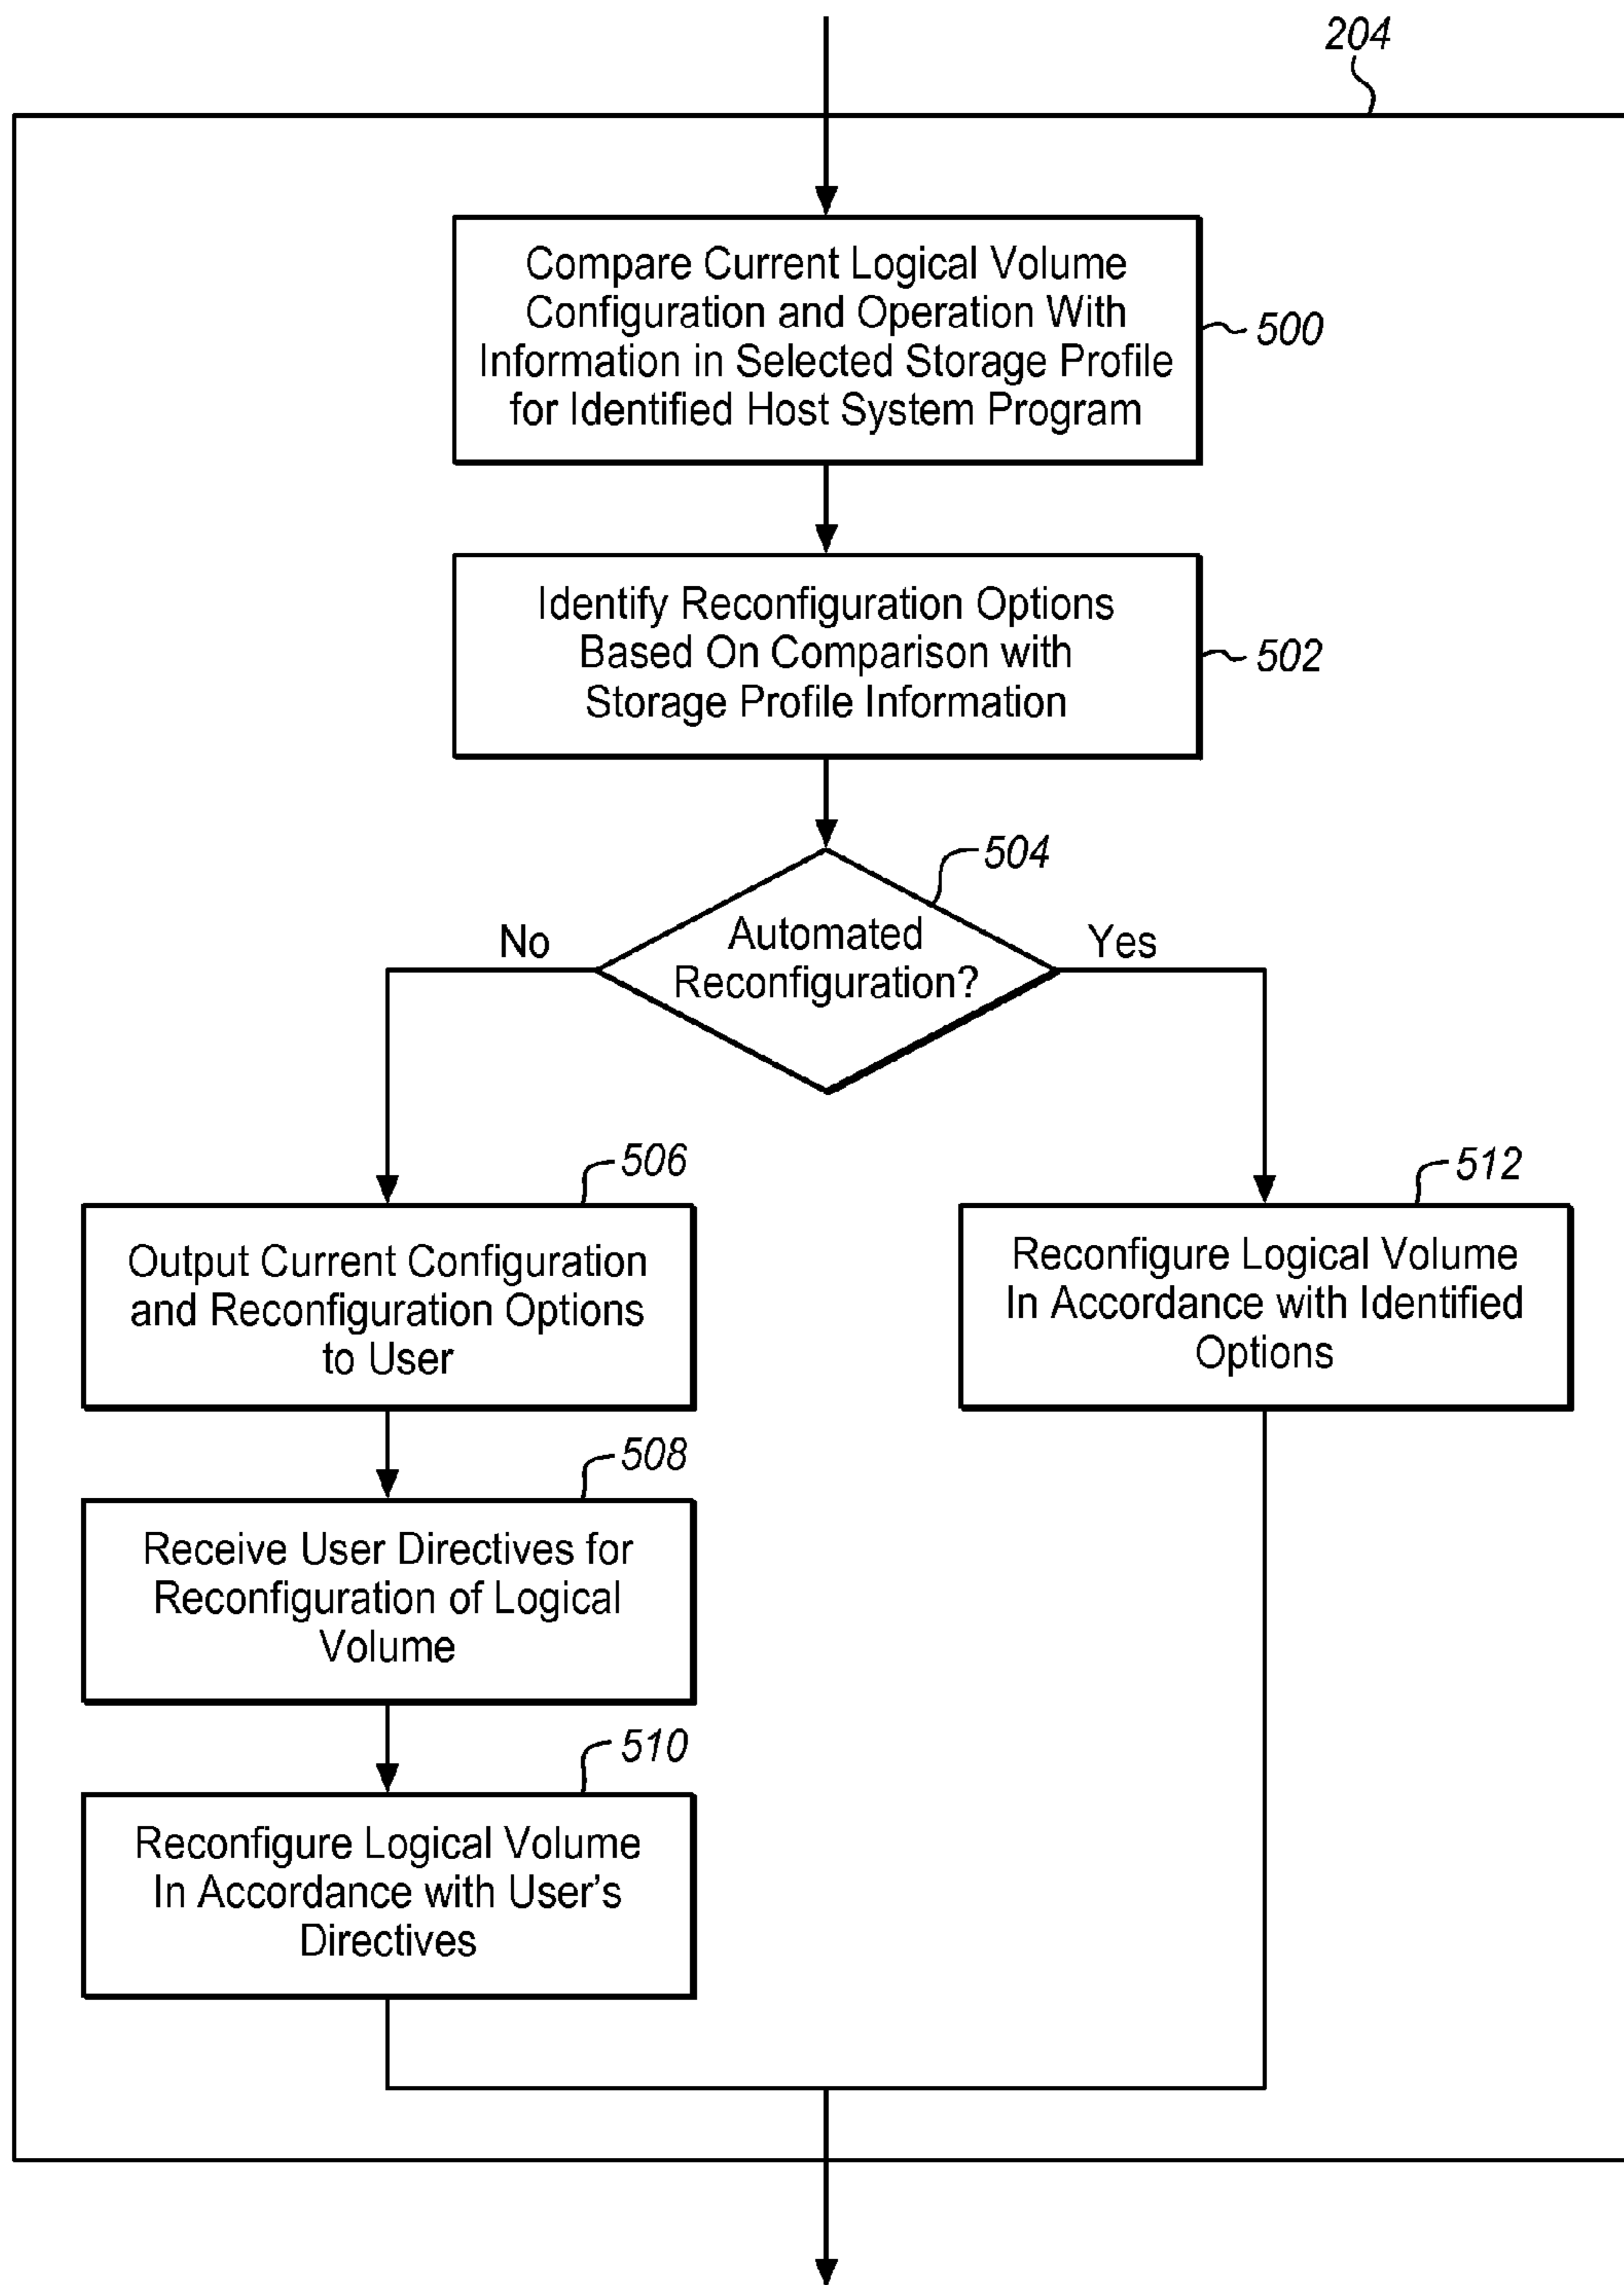 204
Compare Current Logical Volume
Configuration and Operation With
Information in Selected Storage Profile
for Identified Host System Program
500
Identify Reconfiguration Options
Based On Comparison with
Storage Profile Information
502
504
Automated
Reconfiguration?
No
Yes
506
Output Current Configuration
and Reconfiguration Options
to User
512
Reconfigure Logical Volume
In Accordance with Identified
Options
508
Receive User Directives for
Reconfiguration of Logical
Volume
510
Reconfigure Logical Volume
In Accordance with User's
Directives